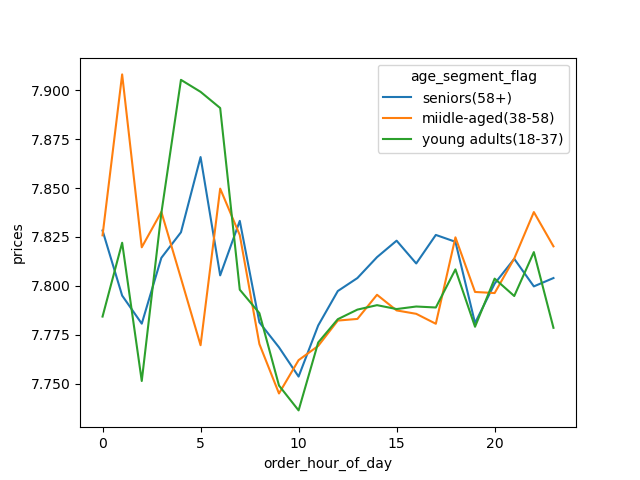 age_segment_flag
seniors(58+)
miidle-aged(38-58)
young adults(18-37)
7.900
7.875
7.850
7.825
7.800
7.775
7.750
prices
0 5 10 15 20
order_hour_of_day